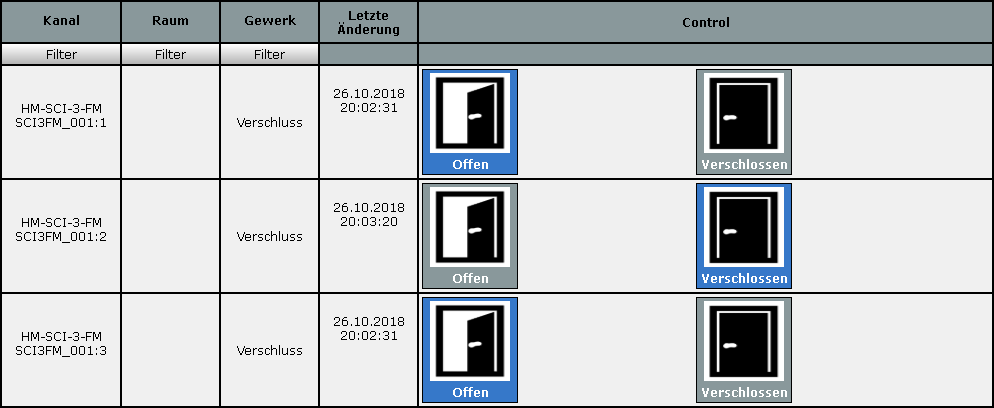 Kanal Raum Gewerk Letzte Änderung Control
Filter Filter Filter
HM-SCI-3-FM
SCI3FM_001:1
Verschluss
26.10.2018
20:02:31
Offen
Verschlossen
HM-SCI-3-FM
SCI3FM_001:2
Verschluss
26.10.2018
20:03:20
Offen
Verschlossen
HM-SCI-3-FM
SCI3FM_001:3
Verschluss
26.10.2018
20:02:31
Offen
Verschlossen